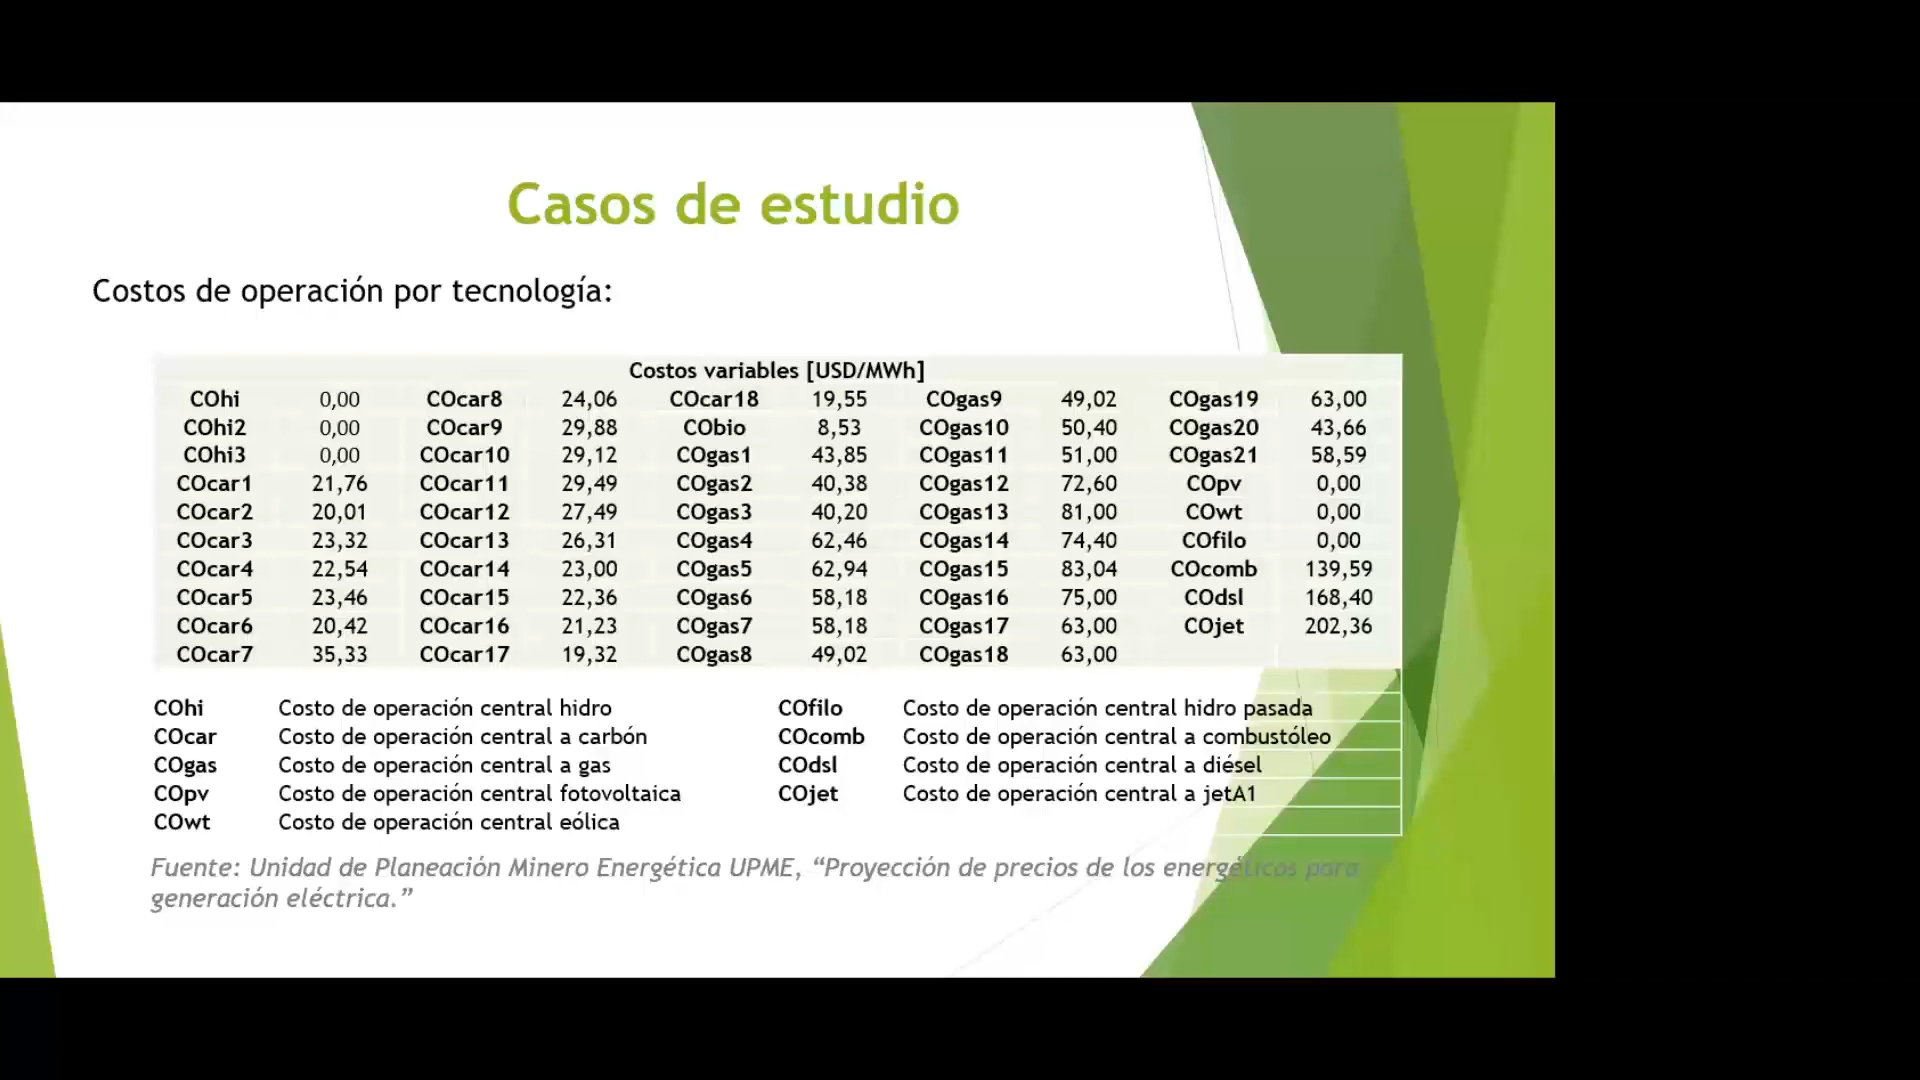 Casos de estudio
Costos de operación por tecnología:
Costos variables [USD/MWh]
COhi 0,00 COcar8 24,06 COcar18 19,55 COgas9 49,02 COgas19 63,00
COhi2 0,00 COcar9 29,88 CObio 8,53 COgas10 50,40 COgas20 43,66
COhi3 0,00 COcar10 29,12 COgas1 43,85 COgas11 51,00 COgas21 58,59
COcar1 21,76 COcar11 29,49 COgas2 40,38 COgas12 72,60 COpv 0,00
COcar2 20,01 COcar12 27,49 COgas3 40,20 COgas13 81,00 COwt 0,00
COcar3 23,32 COcar13 26,31 COgas4 62,46 COgas14 74,40 COfilo 0,00
COcar4 22,54 COcar14 23,00 COgas5 62,94 COgas15 83,04 COcomb 139,59
COcar5 23,46 COcar15 22,36 COgas6 58,18 COgas16 75,00 COdsl 168,40
COcar6 20,42 COcar16 21,23 COgas7 58,18 COgas17 63,00 COjet 202,36
COcar7 35,33 COcar17 19,32 COgas8 49,02 COgas18 63,00
COhi Costo de operación central hidro COfilo Costo de operación central hidro pasada
COcar Costo de operación central a carbón COcomb Costo de operación central a combustóleo
COgas Costo de operación central a gas COdsl Costo de operación central a diésel
COpv Costo de operación central fotovoltaica COjet Costo de operación central a jetA1
COwt Costo de operación central eólica
Fuente: Unidad de Planeación Minero Energética UPME, “Proyección de precios de los energéticos para
generación eléctrica.”